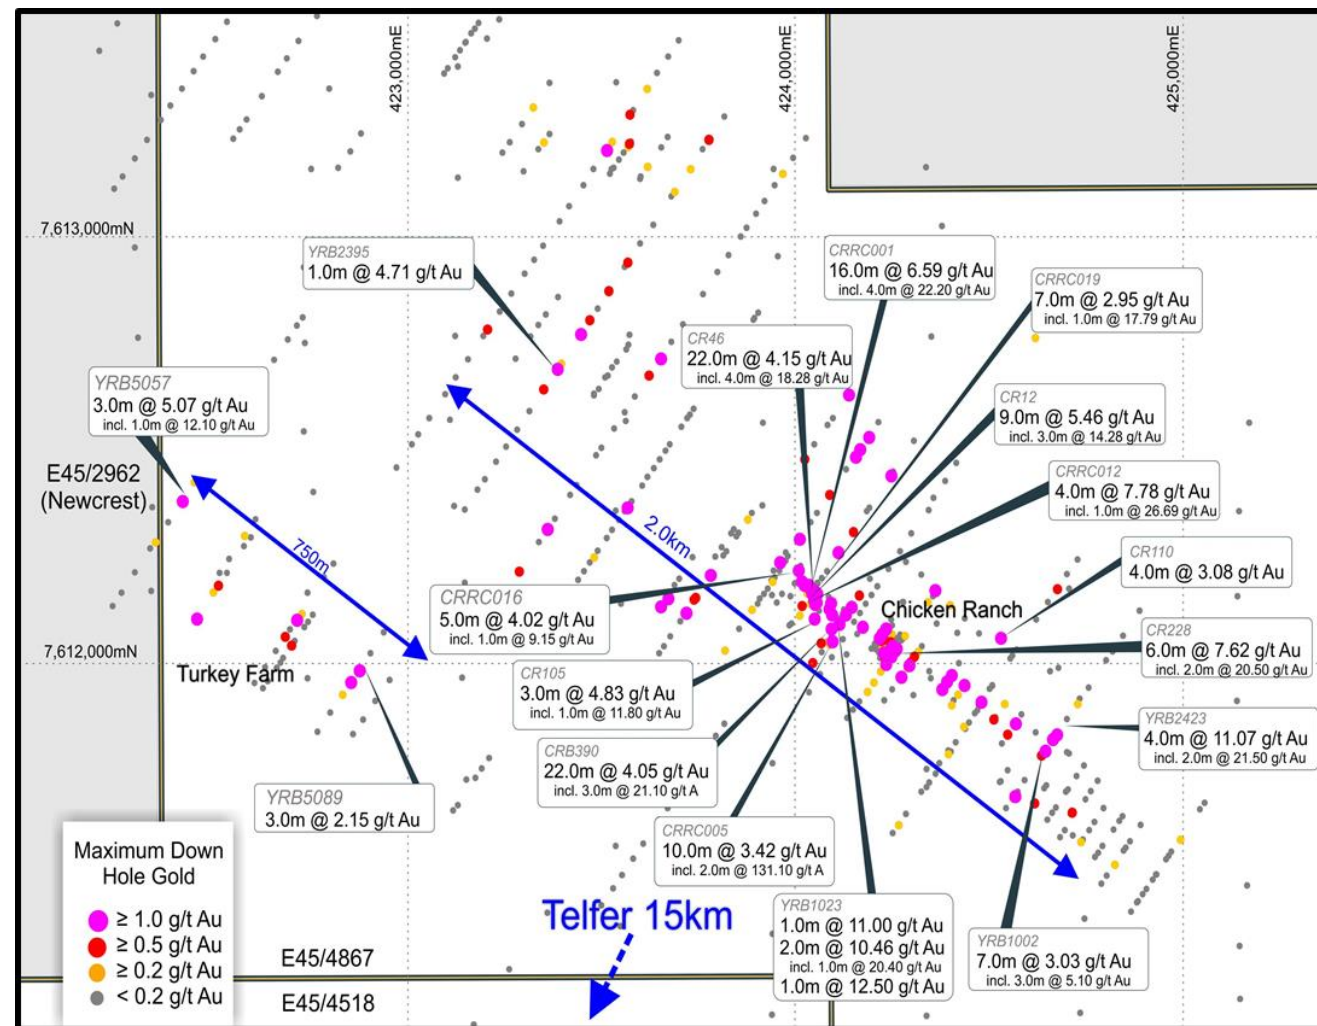 423,000mE
424,000mE
425,000mE
7,613,000mN
YRB2395
1.0m @ 4.71 g/t Au
CRRC001
16.0m @ 6.59 g/t Au
incl. 4.0m @ 22.20 g/t Au
CRRC019
7.0m @ 2.95 g/t Au
incl. 1.0m @ 17.79 g/t Au
CR46
22.0m @ 4.15 g/t Au
incl. 4.0m @ 18.28 g/t Au
YRB5057
3.0m @ 5.07 g/t Au
incl. 1.0m @ 12.10 g/t Au
CR12
9.0m @ 5.46 g/t Au
incl. 3.0m @ 14.28 g/t Au
E45/2962
(Newcrest)
CRRC012
4.0m @ 7.78 g/t Au
incl. 1.0m @ 26.69 g/t Au
750m
2.0km
CR110
4.0m @ 3.08 g/t Au
CRRC016
5.0m @ 4.02 g/t Au
incl. 1.0m @ 9.15 g/t Au
Chicken Ranch
CR228
6.0m @ 7.62 g/t Au
incl. 2.0m @ 20.50 g/t Au
7,612,000mN
Turkey Farm
CR105
3.0m @ 4.83 g/t Au
incl. 1.0m @ 11.80 g/t Au
YRB2423
4.0m @ 11.07 g/t Au
incl. 2.0m @ 21.50 g/t Au
CRB390
22.0m @ 4.05 g/t Au
incl. 3.0m @ 21.10 g/t A
YRB5089
3.0m @ 2.15 g/t Au
CRRC005
10.0m @ 3.42 g/t Au
incl. 2.0m @ 131.10 g/t A
Maximum Down
Hole Gold
≥ 1.0 g/t Au
≥ 0.5 g/t Au
≥ 0.2 g/t Au
< 0.2 g/t Au
Telfer 15km
YRB1023
1.0m @ 11.00 g/t Au
2.0m @ 10.46 g/t Au
incl. 1.0m @ 20.40 g/t Au
1.0m @ 12.50 g/t Au
YRB1002
7.0m @ 3.03 g/t Au
incl. 3.0m @ 5.10 g/t Au
E45/4867
E45/4518